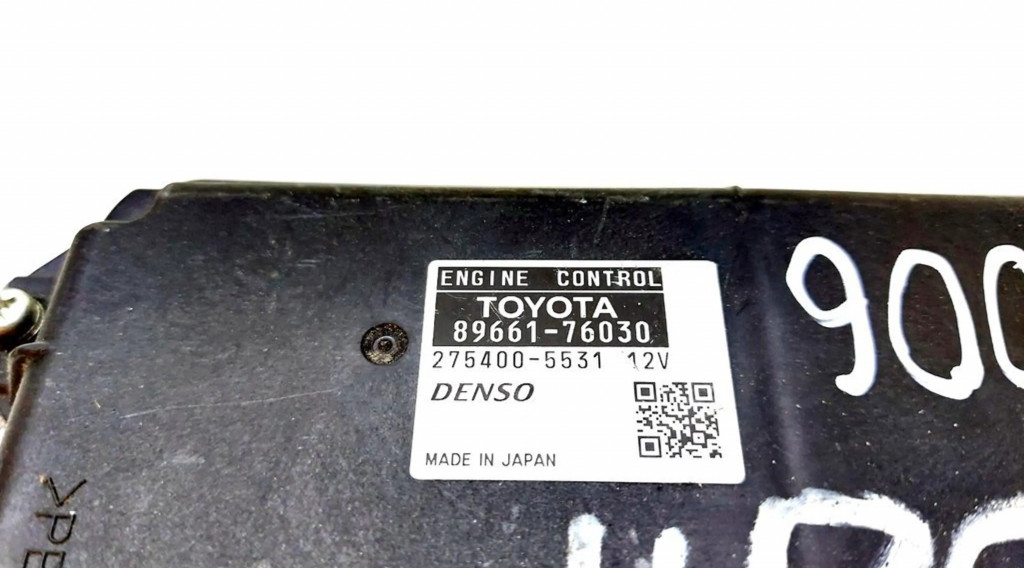 ENGINE CONTROL
TOYOTA
89661-76030
275400-5531 12V
DENSO
MADE IN JAPAN
900